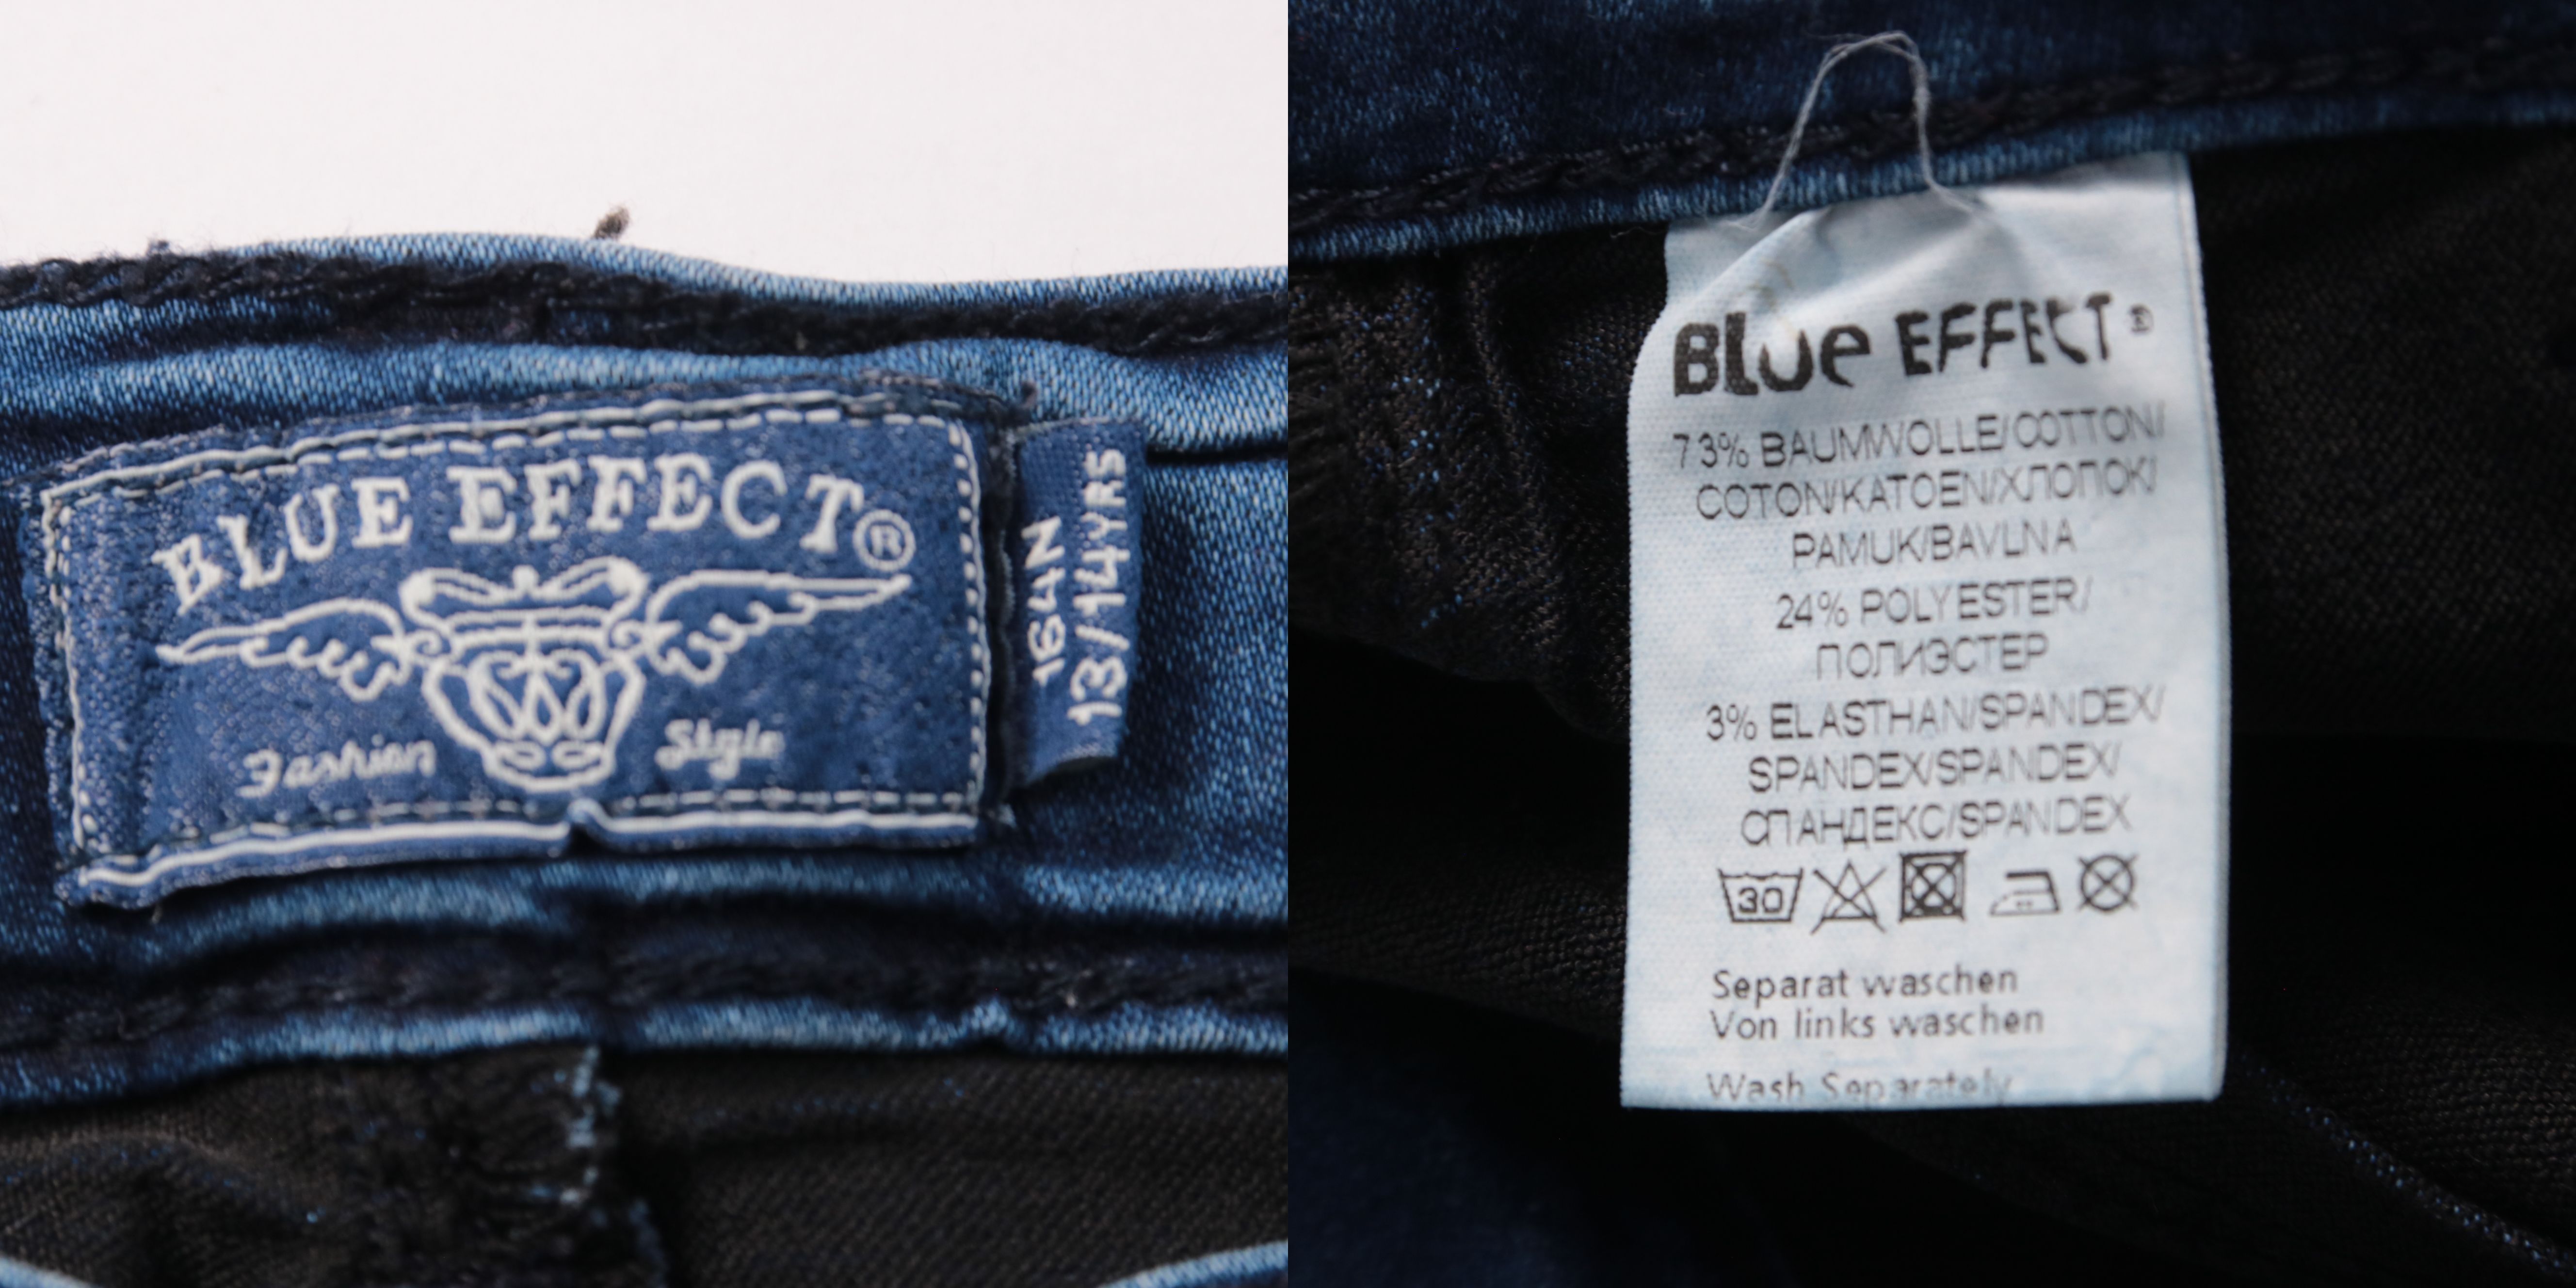 BLUE EFFECT®
Fashion Style
164N
13/14YRS
BLUe EFFECT®
73% BAUMWOLLE/COTTON/
COTON/KATOEN/ХЛОПОК/
PAMUK/BAVLNA
24% POLYESTER/
ПОЛИЭСТЕР
3% ELASTHAN/SPANDEX/
SPANDEX/SPANDEX/
СПАНДЕКС/SPANDEX
30
Separat waschen
Von links waschen
Wash Separately